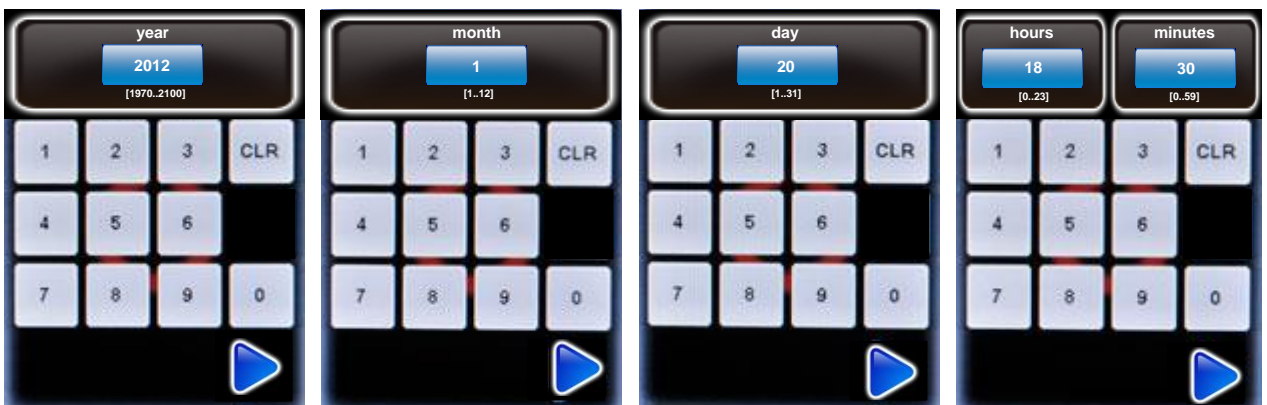 year
2012
[1970..2100]
1 2 3 CLR
4 5 6
7 8 9 0
month
1
[1..12]
1 2 3 CLR
4 5 6
7 8 9 0
day
20
[1..31]
1 2 3 CLR
4 5 6
7 8 9 0
hours minutes
18 30
[0..23] [0..59]
1 2 3 CLR
4 5 6
7 8 9 0